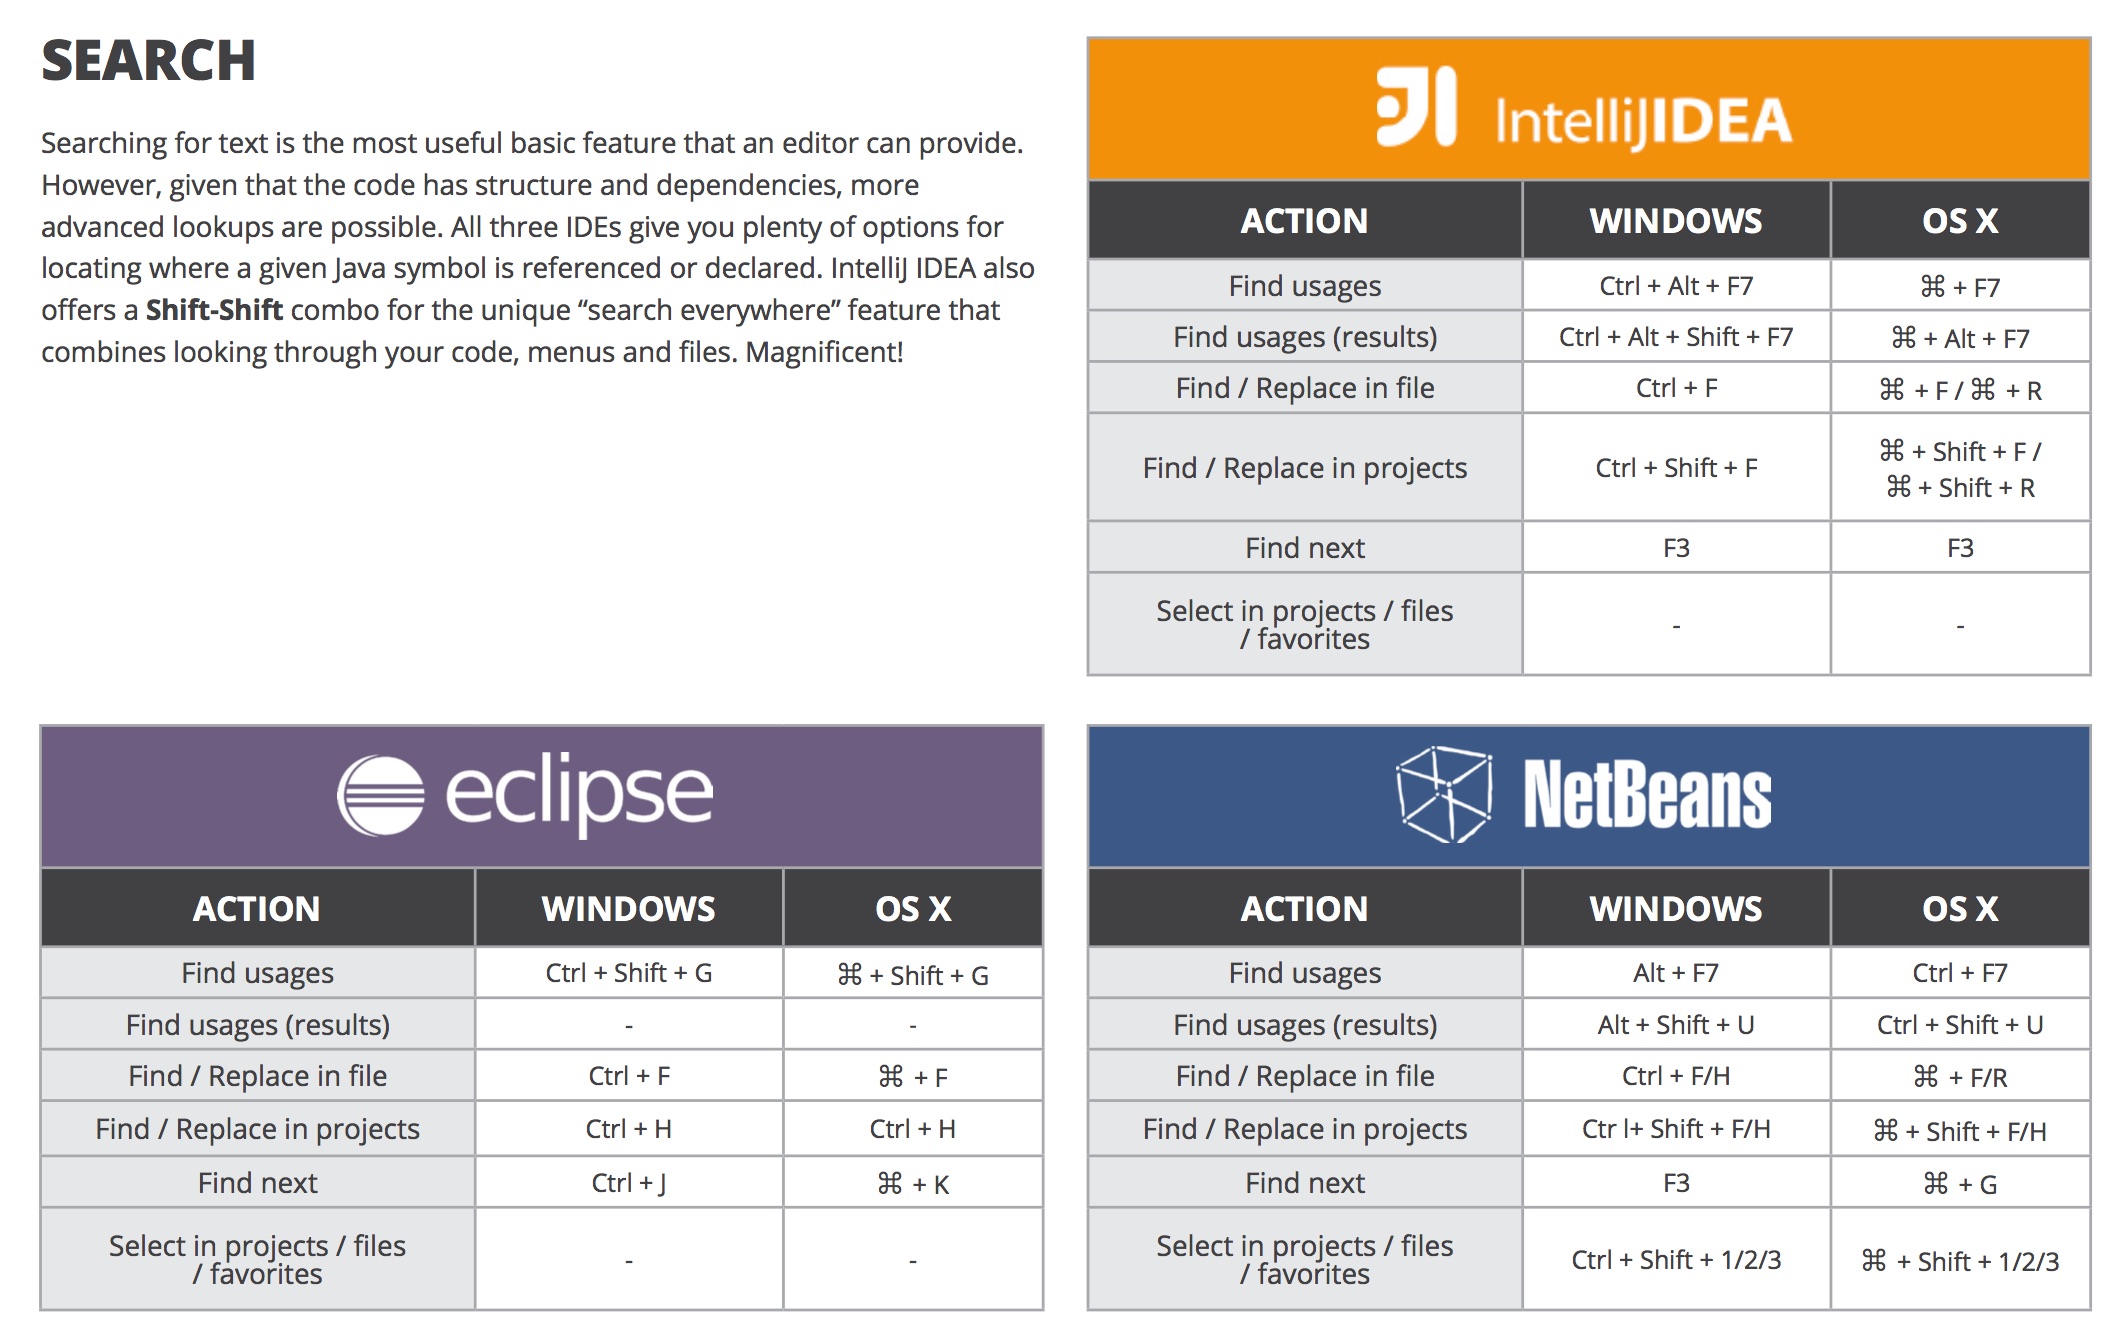 SEARCH
Searching for text is the most useful basic feature that an editor can provide.
However, given that the code has structure and dependencies, more
advanced lookups are possible. All three IDEs give you plenty of options for
locating where a given Java symbol is referenced or declared. IntelliJ IDEA also
offers a Shift-Shift combo for the unique “search everywhere” feature that
combines looking through your code, menus and files. Magnificent!
IntelliJIDEA
ACTION WINDOWS OS X
Find usages Ctrl + Alt + F7 ⌘ + F7
Find usages (results) Ctrl + Alt + Shift + F7 ⌘ + Alt + F7
Find / Replace in file Ctrl + F ⌘ + F / ⌘ + R
Find / Replace in projects Ctrl + Shift + F ⌘ + Shift + F /
⌘ + Shift + R
Find next F3 F3
Select in projects / files
/ favorites - -
eclipse
ACTION WINDOWS OS X
Find usages Ctrl + Shift + G ⌘ + Shift + G
Find usages (results) - -
Find / Replace in file Ctrl + F ⌘ + F
Find / Replace in projects Ctrl + H Ctrl + H
Find next Ctrl + J ⌘ + K
Select in projects / files
/ favorites - -
NetBeans
ACTION WINDOWS OS X
Find usages Alt + F7 Ctrl + F7
Find usages (results) Alt + Shift + U Ctrl + Shift + U
Find / Replace in file Ctrl + F/H ⌘ + F/R
Find / Replace in projects Ctr l+ Shift + F/H ⌘ + Shift + F/H
Find next F3 ⌘ + G
Select in projects / files
/ favorites Ctrl + Shift + 1/2/3 ⌘ + Shift + 1/2/3